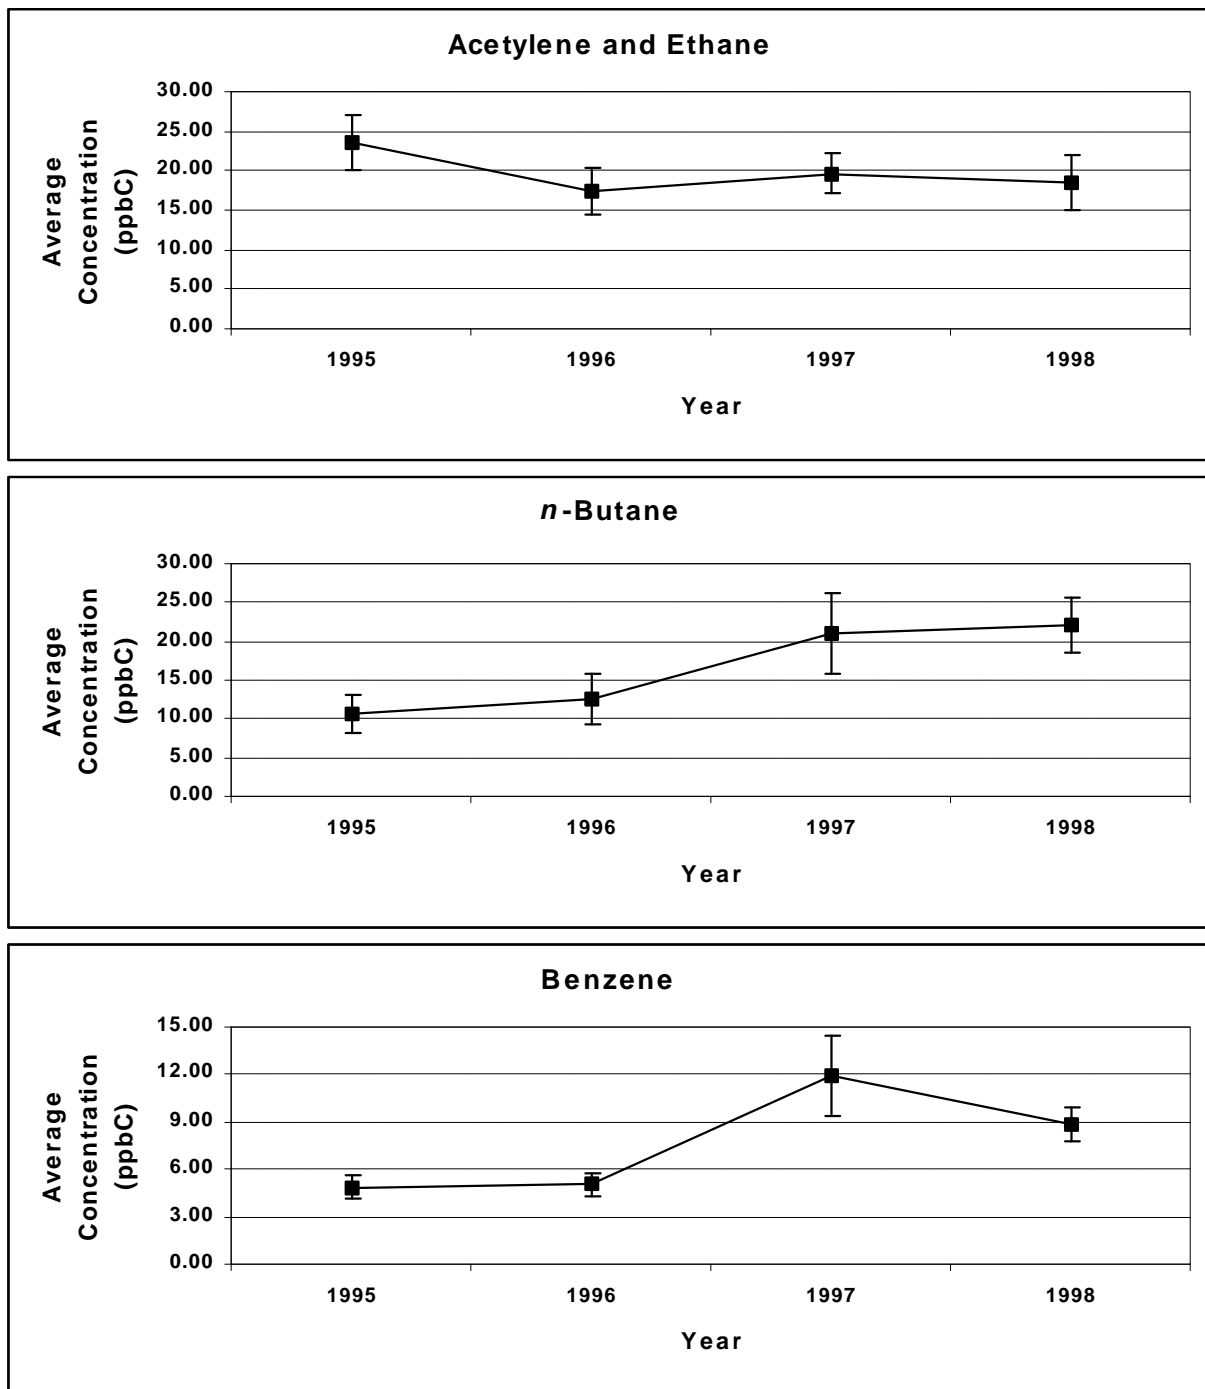 Acetylene and Ethane
Average
Concentration
(ppbC)
30.00
25.00
20.00
15.00
10.00
5.00
0.00
1995 1996 1997 1998
Year
n-Butane
Average
Concentration
(ppbC)
30.00
25.00
20.00
15.00
10.00
5.00
0.00
1995 1996 1997 1998
Year
Benzene
Average
Concentration
(ppbC)
15.00
12.00
9.00
6.00
3.00
0.00
1995 1996 1997 1998
Year